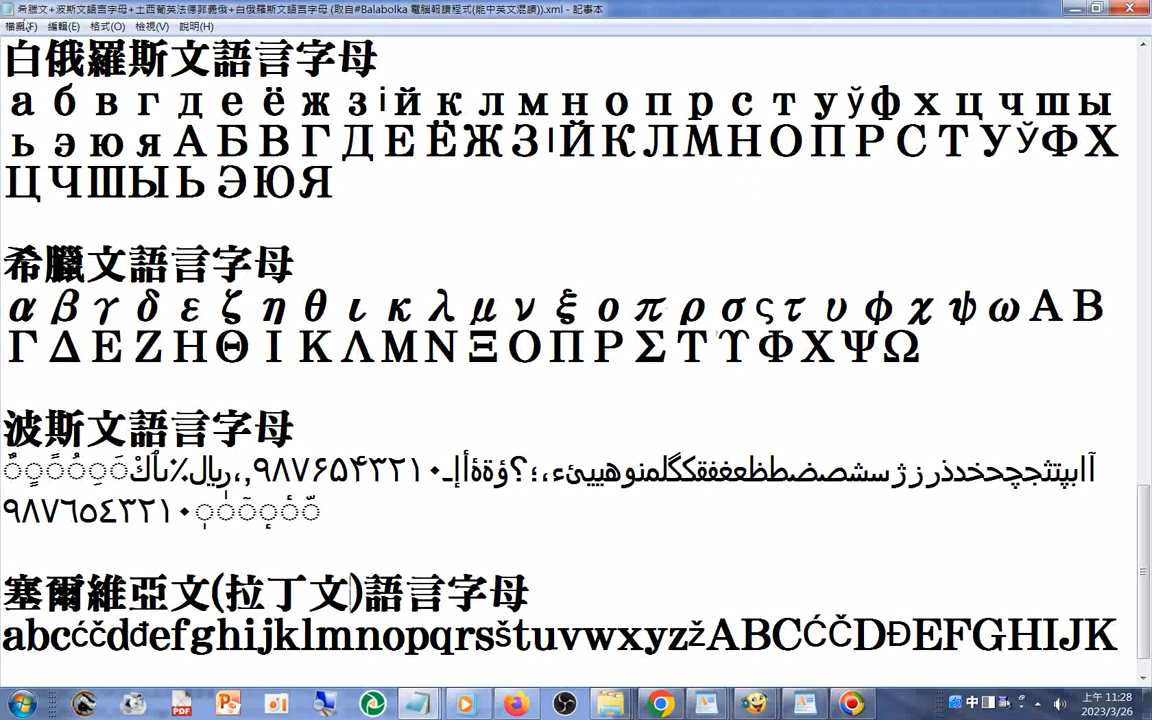 希臘文+波斯文語言字母+土西葡英法德菲義俄+白俄羅斯文語言字母 (取自#Balabolka 電腦報讀程式(能中英文混讀)).xml - 記事本
檔案(F) 編輯(E) 格式(O) 檢視(V) 說明(H)
白俄羅斯文語言字母
а б в г д е ё ж з і й к л м н о п р с т у ў ф х ц ч ш ы
ь э ю я А Б В Г Д Е Ё Ж З І Й К Л М Н О П Р С Т У Ў Ф Х
Ц Ч Ш Ы Ь Э Ю Я
希臘文語言字母
α β γ δ ε ζ η θ ι κ λ μ ν ξ ο π ρ σ ς τ υ φ χ ψ ω Α Β
Γ Δ Ε Ζ Η Θ Ι Κ Λ Μ Ν Ξ Ο Π Ρ Σ Τ ϒ Φ Χ Ψ Ω
波斯文語言字母
۹۸۷۶۵۴۳۲۱۰
٩٨٧٦٥٤٣٢١٠
塞爾維亞文(拉丁文)語言字母
abcćčdđefghijklmnopqrsštuvwxyzžABCĆČDĐEFGHIJK
中
PDF
上午 11:28
2023/3/26